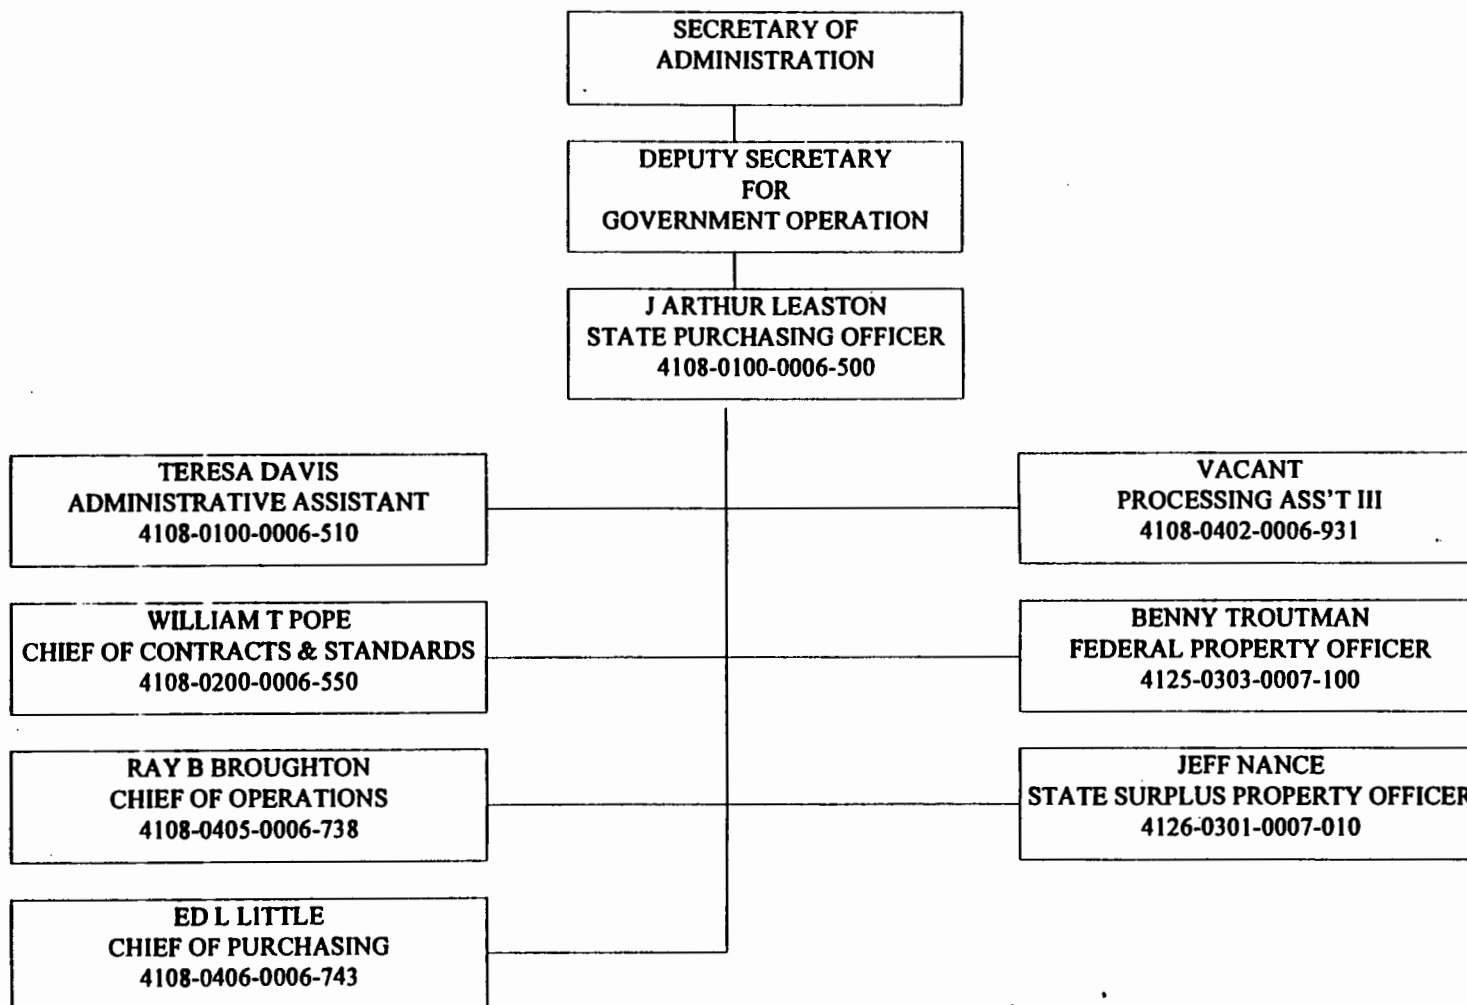 SECRETARY OF
ADMINISTRATION
DEPUTY SECRETARY
FOR
GOVERNMENT OPERATION
J ARTHUR LEASTON
STATE PURCHASING OFFICER
4108-0100-0006-500
TERESA DAVIS
ADMINISTRATIVE ASSISTANT
4108-0100-0006-510
VACANT
PROCESSING ASS'T III
4108-0402-0006-931
WILLIAM T POPE
CHIEF OF CONTRACTS & STANDARDS
4108-0200-0006-550
BENNY TROUTMAN
FEDERAL PROPERTY OFFICER
4125-0303-0007-100
RAY B BROUGHTON
CHIEF OF OPERATIONS
4108-0405-0006-738
JEFF NANCE
STATE SURPLUS PROPERTY OFFICER
4126-0301-0007-010
ED L LITTLE
CHIEF OF PURCHASING
4108-0406-0006-743